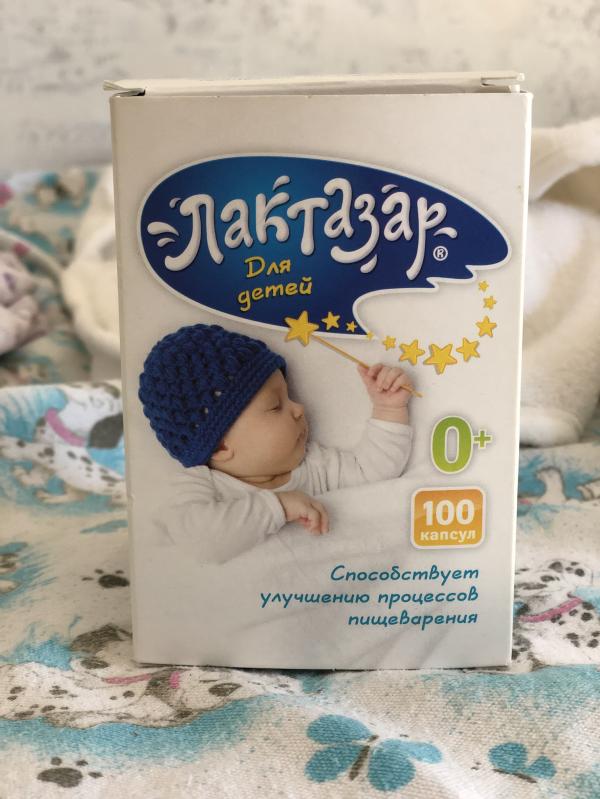 Лактазар®
Для
детей
0+
100
капсул
Способствует
улучшению процессов
пищеварения